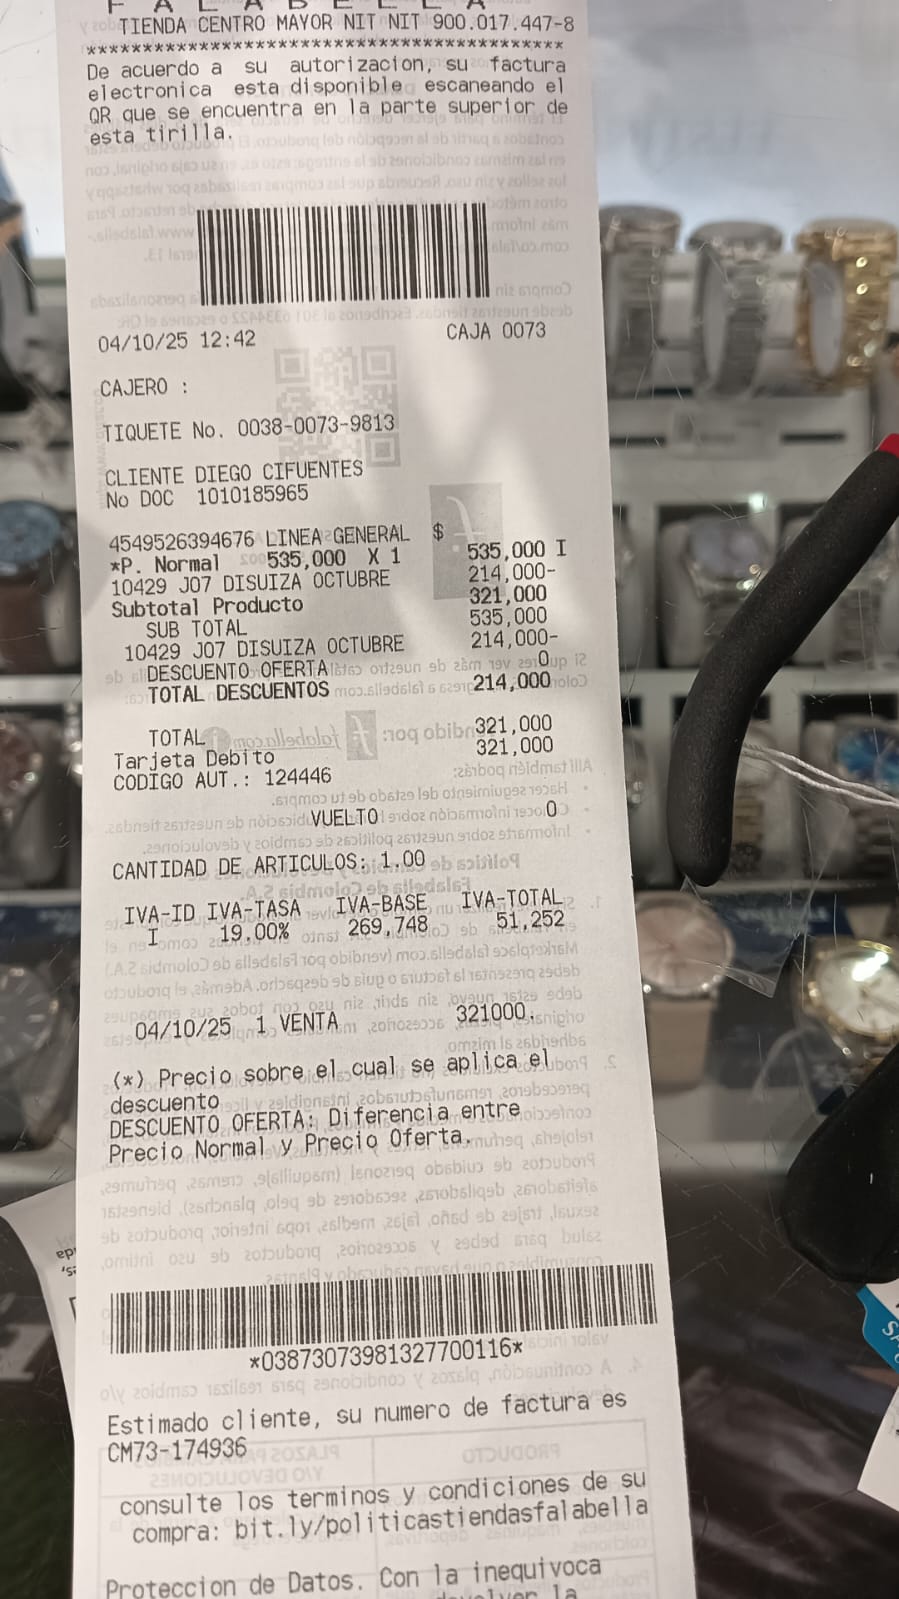 F A L A B E L L A
TIENDA CENTRO MAYOR NIT NIT 900.017.447-8
******************************************
De acuerdo a su autorizacion, su factura
electronica esta disponible escaneando el
QR que se encuentra en la parte superior de
esta tirilla.
04/10/25 12:42 CAJA 0073
CAJERO :
TIQUETE No. 0038-0073-9813
CLIENTE DIEGO CIFUENTES
No DOC 1010185965
4549526394676 LINEA GENERAL $
*P. Normal 535,000 X 1 535,000 I
10429 JO7 DISUIZA OCTUBRE 214,000-
Subtotal Producto 321,000
SUB TOTAL 535,000
10429 JO7 DISUIZA OCTUBRE 214,000-
DESCUENTO OFERTA 0
TOTAL DESCUENTOS 214,000
TOTAL 321,000
Tarjeta Debito 321,000
CODIGO AUT.: 124446
VUELTO 0
CANTIDAD DE ARTICULOS: 1.00
IVA-ID IVA-TASA IVA-BASE IVA-TOTAL
I 19,00% 269,748 51,252
04/10/25 1 VENTA 321000.
(*) Precio sobre el cual se aplica el
descuento
DESCUENTO OFERTA: Diferencia entre
Precio Normal y Precio Oferta.
*03873073981327700116*
Estimado cliente, su numero de factura es
CM73-174936
consulte los terminos y condiciones de su
compra: bit.ly/politicastiendasfalabella
Proteccion de Datos. Con la inequivoca